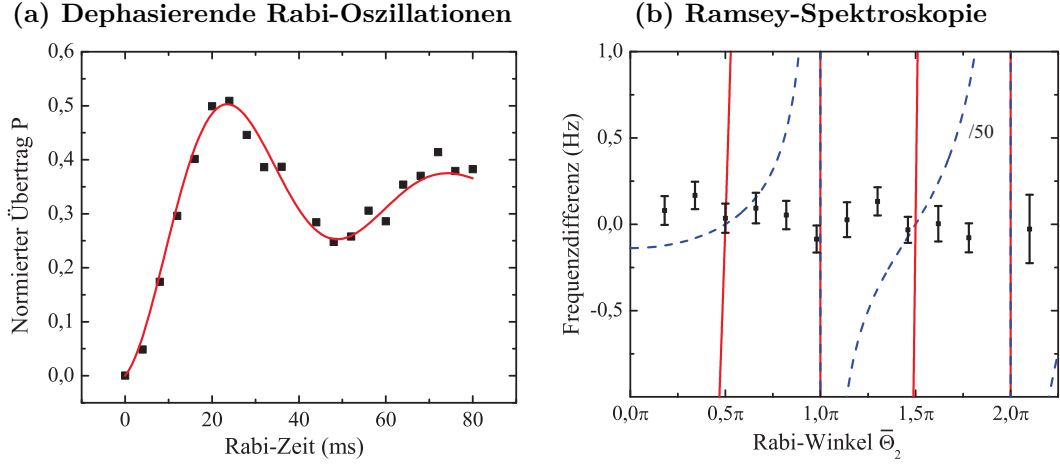 (a) Dephasierende Rabi-Oszillationen
0,6
0,5
0,4
0,3
0,2
0,1
0,0
0
20
40
60
80
Normierter Übertrag P
Rabi-Zeit (ms)
(b) Ramsey-Spektroskopie
1,0
0,5
0,0
-0,5
0,0π
0,5π
1,0π
1,5π
2,0π
/50
Frequenzdifferenz (Hz)
Rabi-Winkel Θ̅₂